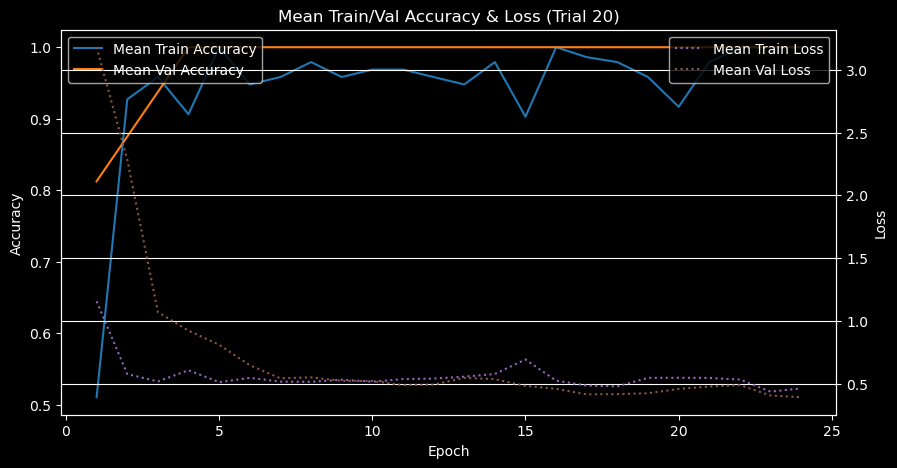 Mean Train/Val Accuracy & Loss (Trial 20)
Mean Train Accuracy
Mean Val Accuracy
Mean Train Loss
Mean Val Loss
1.0
0.9
0.8
0.7
0.6
0.5
Accuracy
3.0
2.5
2.0
1.5
1.0
0.5
Loss
0 5 10 15 20 25
Epoch